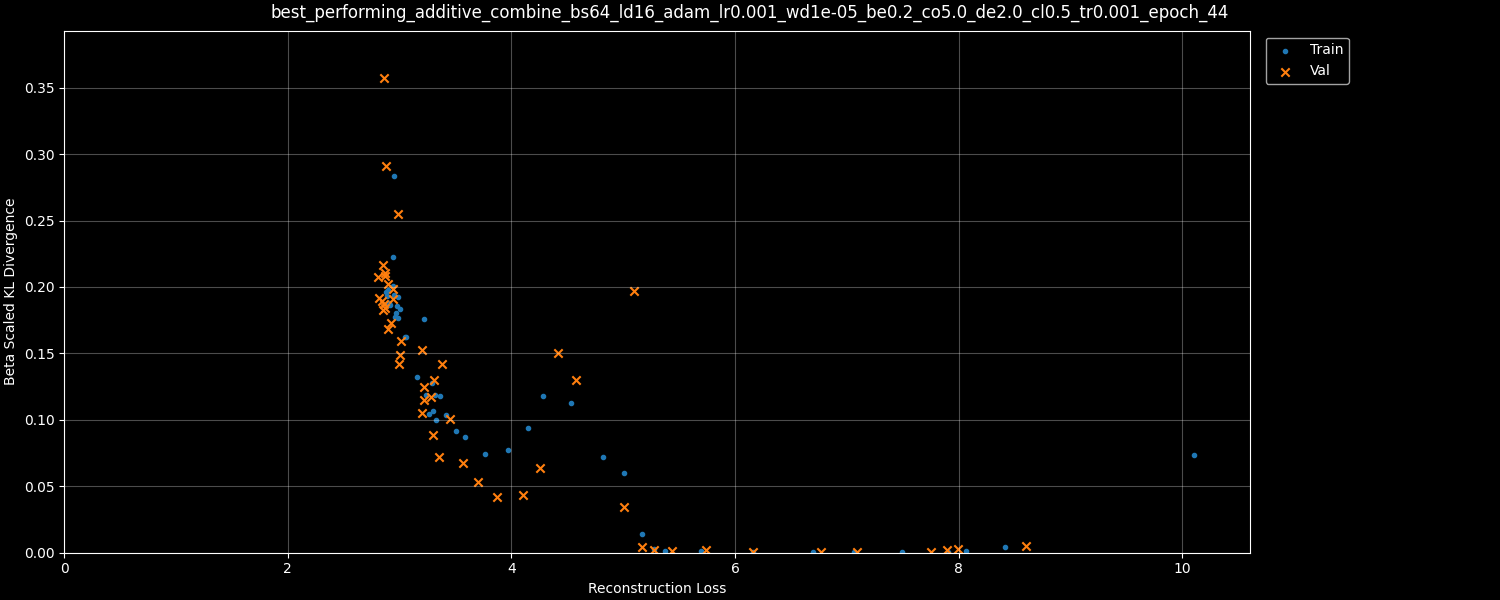 best_performing_additive_combine_bs64_ld16_adam_lr0.001_wd1e-05_be0.2_co5.0_de2.0_cl0.5_tr0.001_epoch_44
Train
Val
Beta Scaled KL Divergence
0.35
0.30
0.25
0.20
0.15
0.10
0.05
0.00
0
2
4
6
8
10
Reconstruction Loss